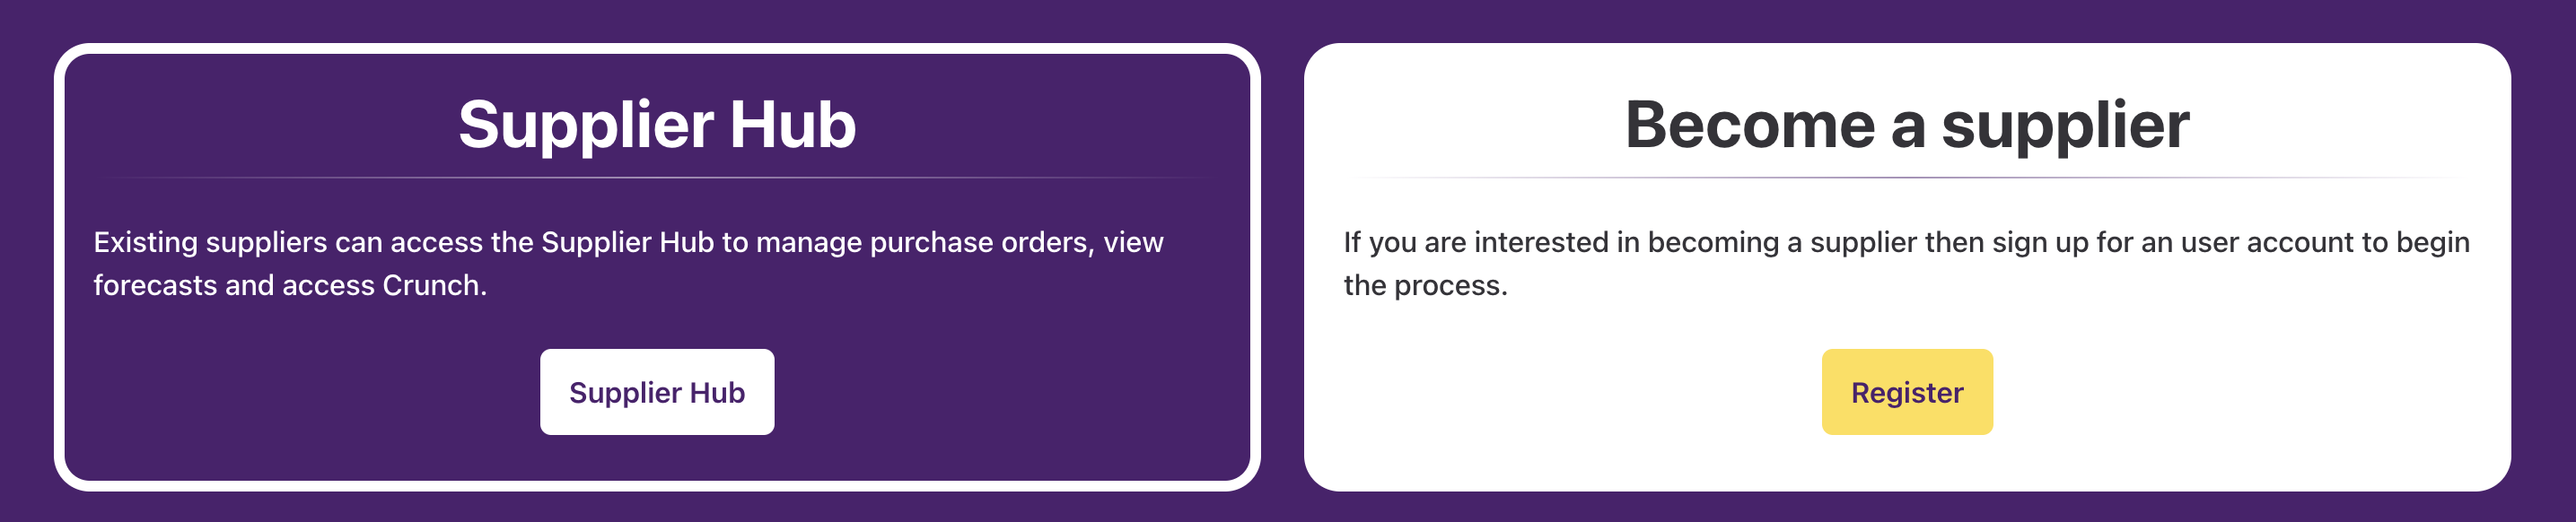 Supplier Hub
Existing suppliers can access the Supplier Hub to manage purchase orders, view
forecasts and access Crunch.
Supplier Hub
Become a supplier
If you are interested in becoming a supplier then sign up for an user account to begin
the process.
Register